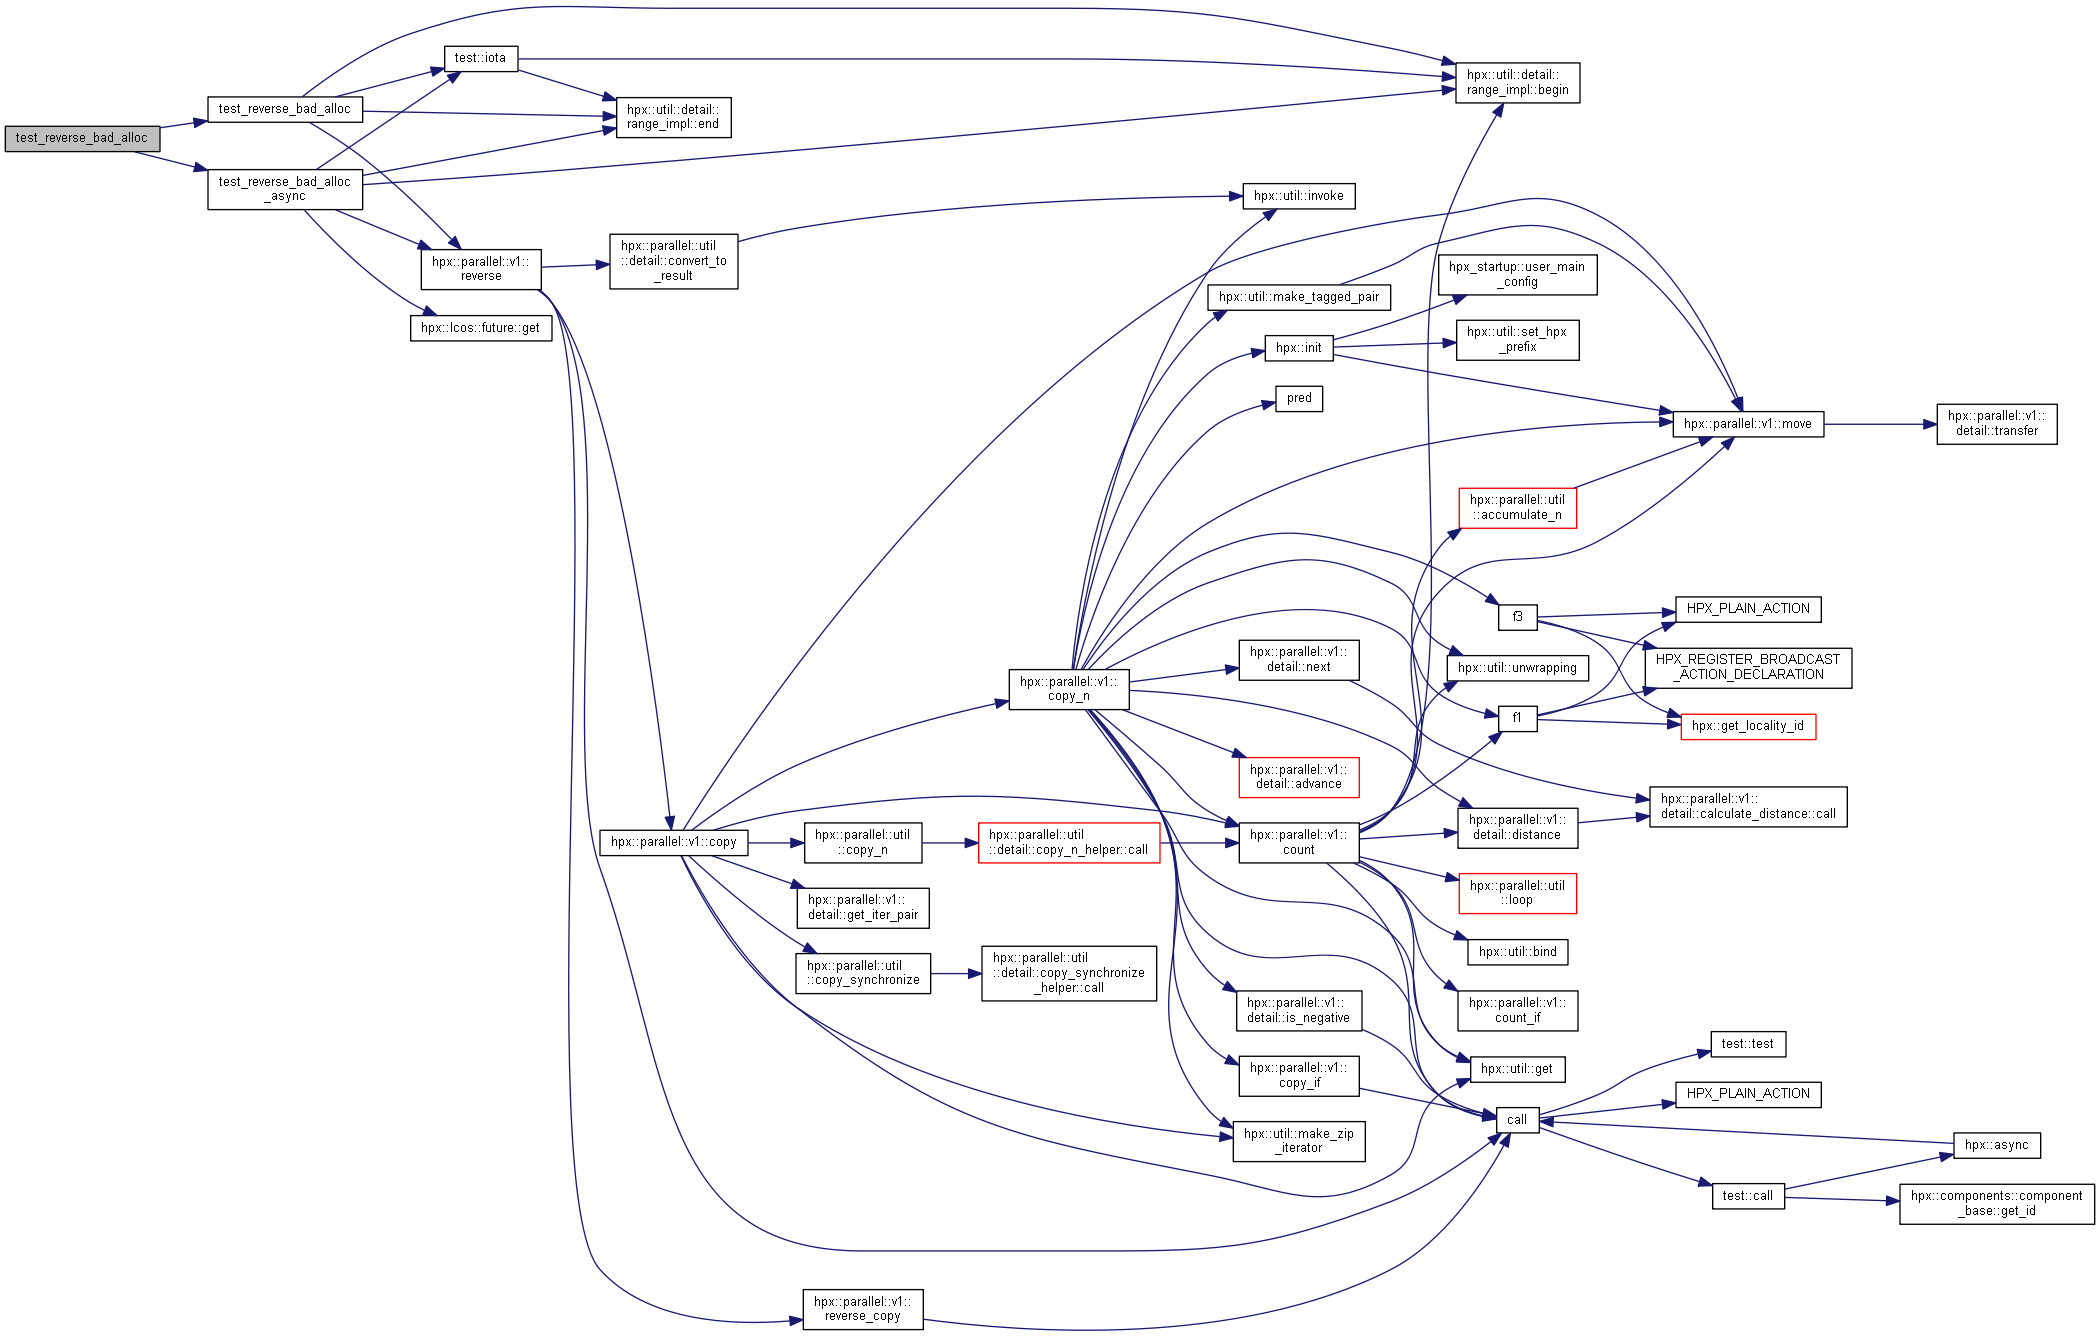 test_reverse_bad_alloc
test_reverse_bad_alloc
test_reverse_bad_alloc
_async
test::iota
hpx::util::detail::
range_impl::end
hpx::util::detail::
range_impl::begin
hpx::parallel::v1::
reverse
hpx::lcos::future::get
hpx::parallel::util
::detail::convert_to
_result
hpx::util::invoke
hpx::util::make_tagged_pair
hpx_startup::user_main
_config
hpx::util::set_hpx
_prefix
hpx::init
pred
hpx::parallel::v1::move
hpx::parallel::v1::
detail::transfer
hpx::parallel::util
::accumulate_n
f3
HPX_PLAIN_ACTION
HPX_REGISTER_BROADCAST
_ACTION_DECLARATION
hpx::get_locality_id
hpx::util::unwrapping
f1
hpx::parallel::v1::
detail::next
hpx::parallel::v1::
copy_n
hpx::parallel::v1::
detail::advance
hpx::parallel::v1::
detail::distance
hpx::parallel::v1::
detail::calculate_distance::call
hpx::parallel::v1::copy
hpx::parallel::util
::copy_n
hpx::parallel::util
::detail::copy_n_helper::call
hpx::parallel::v1::
count
hpx::parallel::util
::loop
hpx::parallel::v1::
detail::get_iter_pair
hpx::util::bind
hpx::parallel::util
::copy_synchronize
hpx::parallel::util
::detail::copy_synchronize
_helper::call
hpx::parallel::v1::
detail::is_negative
hpx::parallel::v1::
count_if
hpx::parallel::v1::
copy_if
hpx::util::get
test::test
HPX_PLAIN_ACTION
call
hpx::util::make_zip
_iterator
hpx::async
test::call
hpx::components::component
_base::get_id
hpx::parallel::v1::
reverse_copy